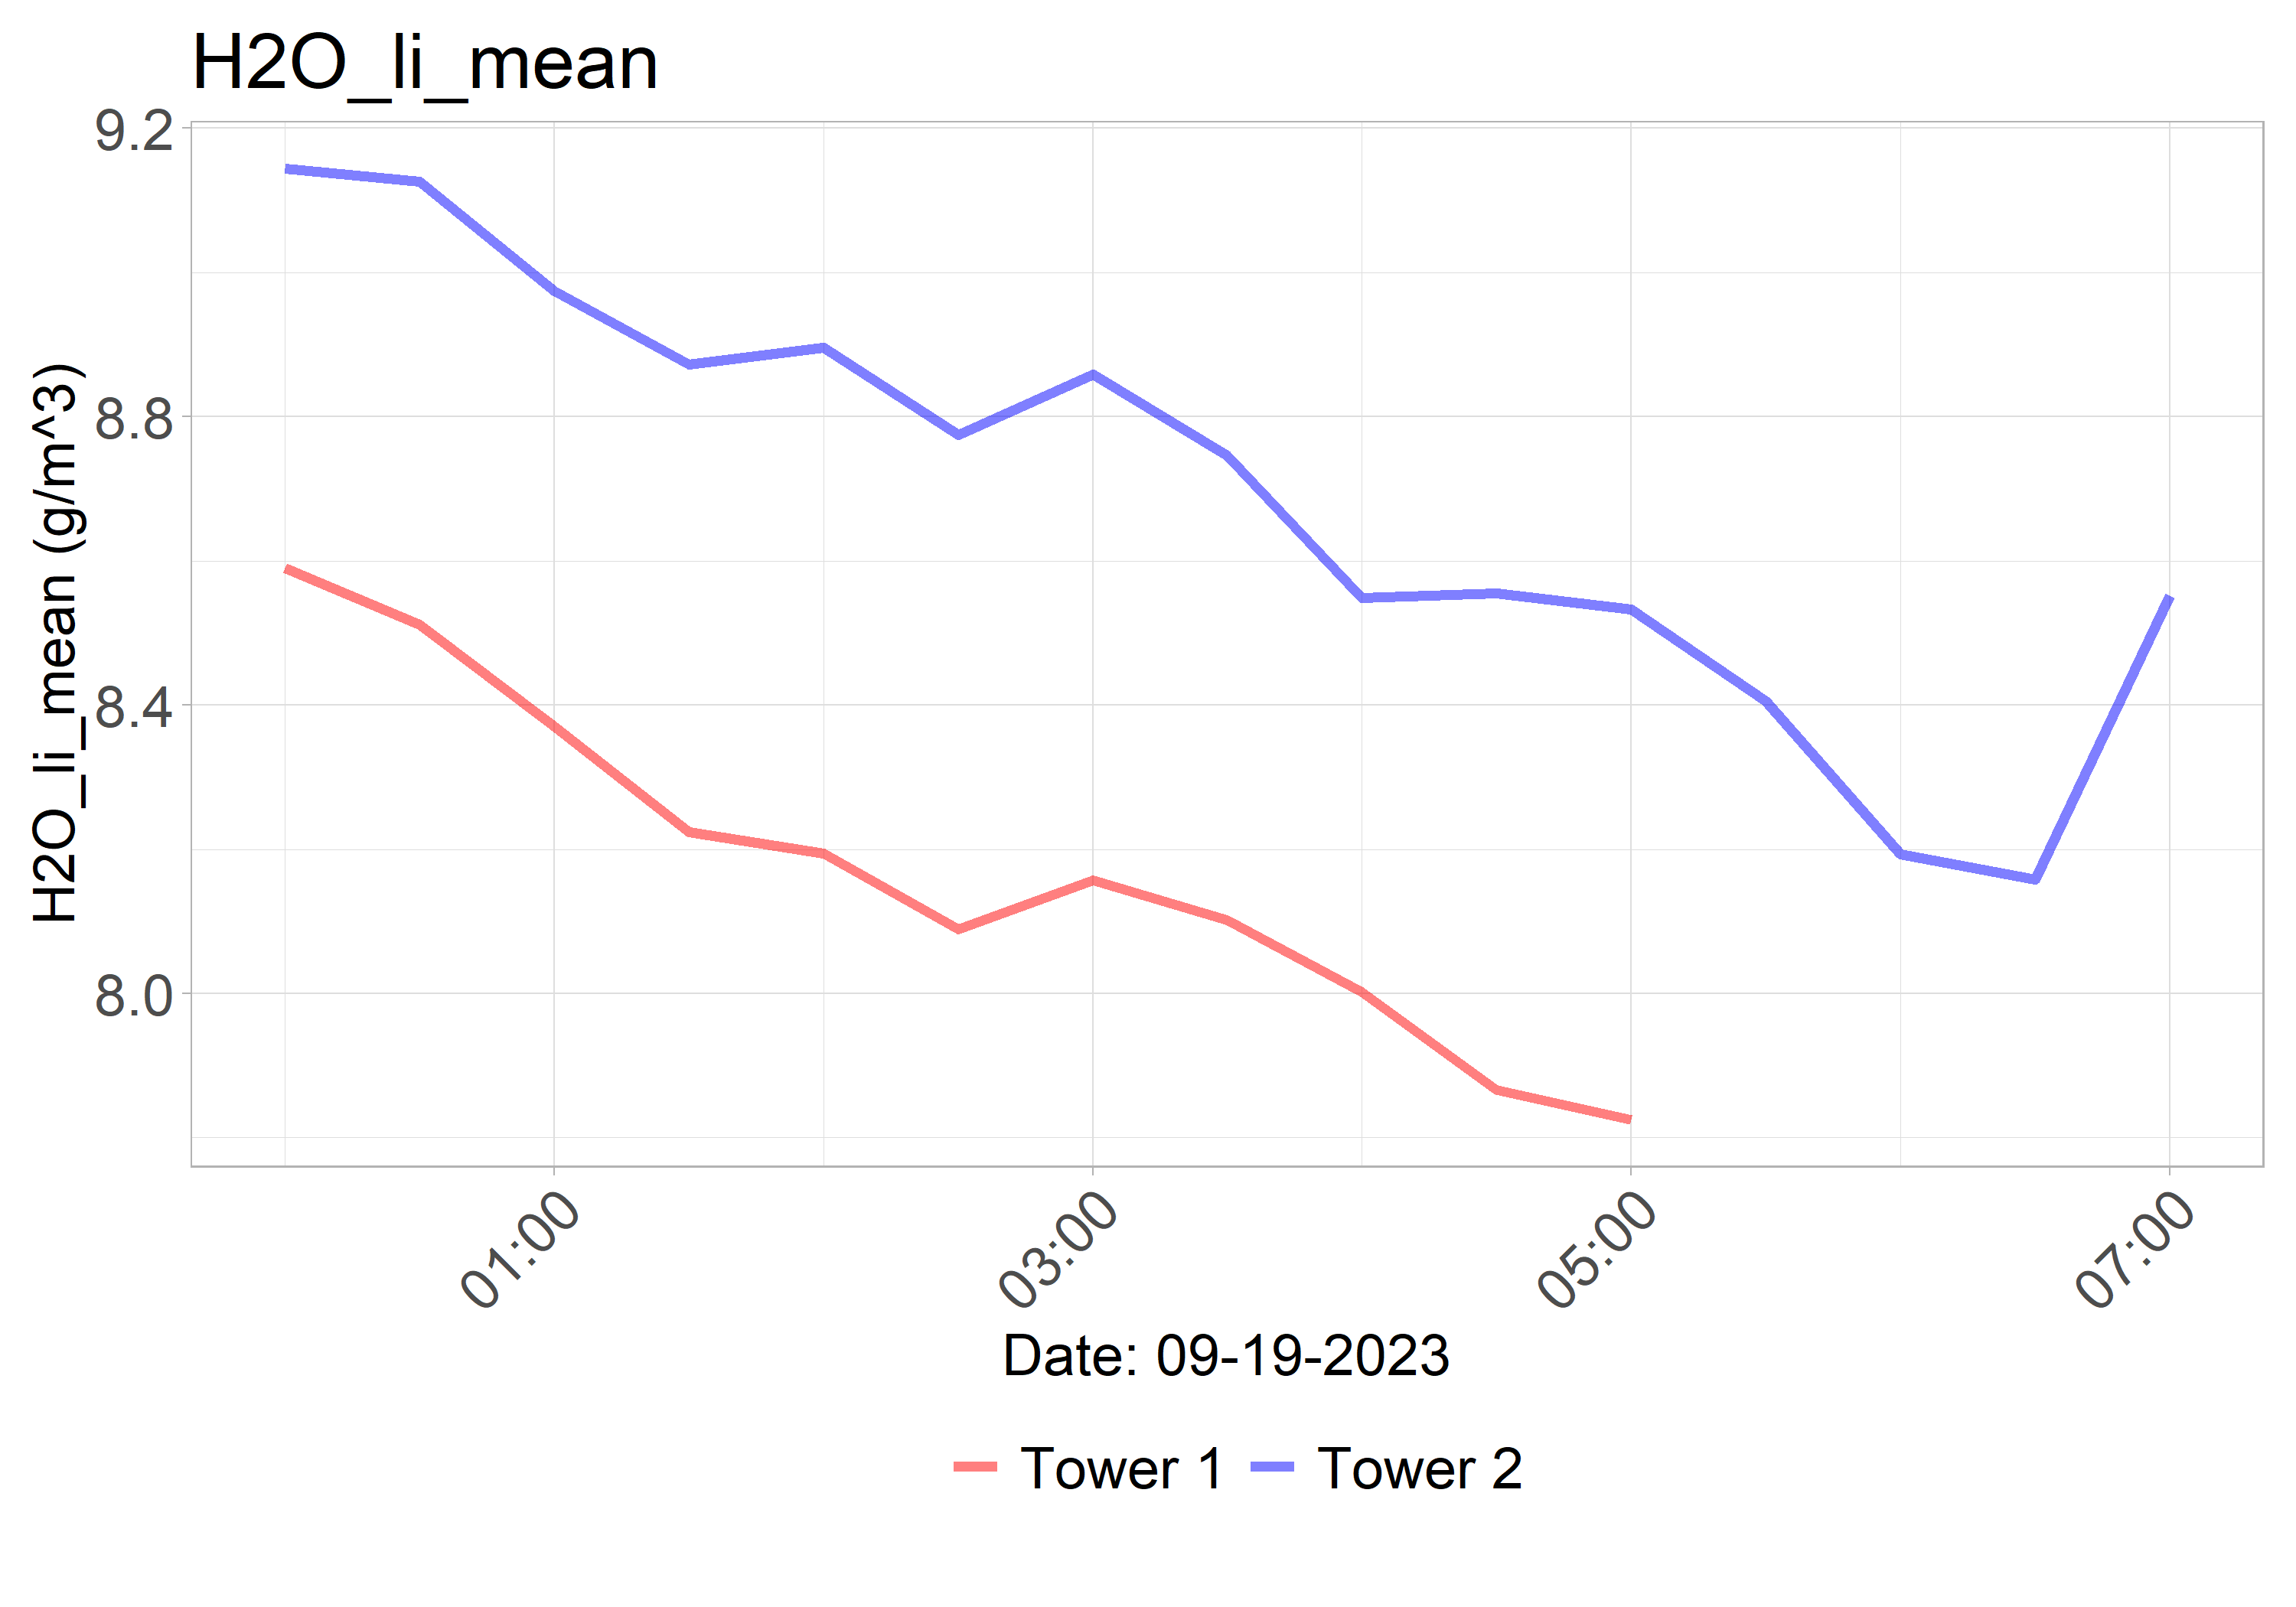 H2O_li_mean
H2O_li_mean (g/m^3)
9.2
8.8
8.4
8.0
01:00
03:00
05:00
07:00
Date: 09-19-2023
Tower 1
Tower 2